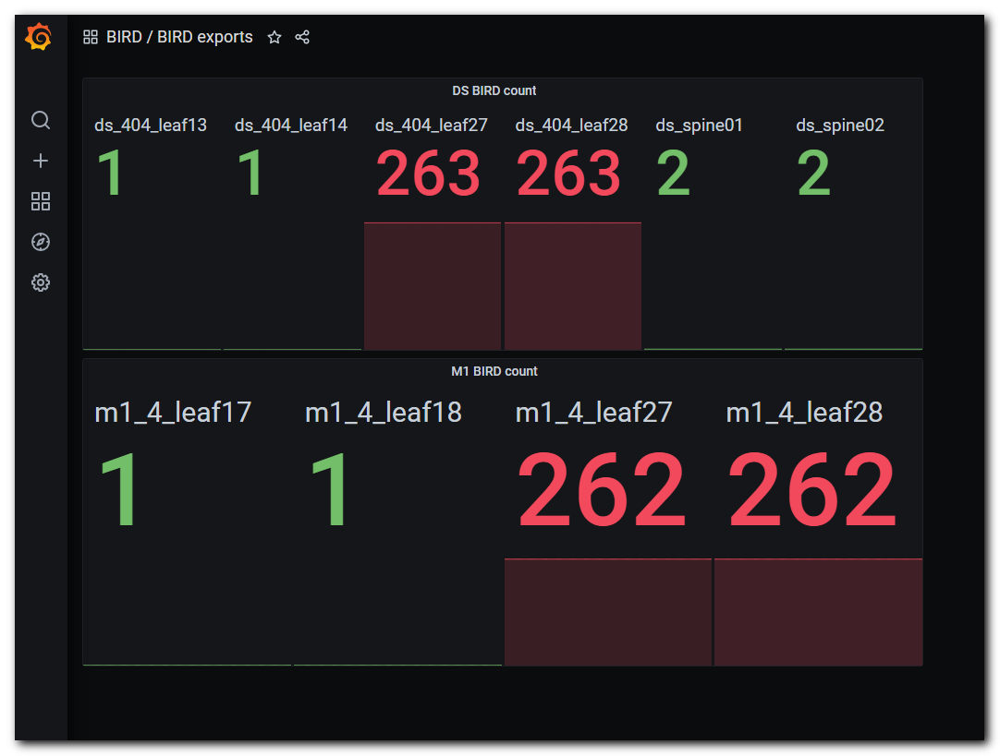 BIRD / BIRD exports
DS BIRD count
ds_404_leaf13 ds_404_leaf14 ds_404_leaf27 ds_404_leaf28 ds_spine01 ds_spine02
1 1 263 263 2 2
M1 BIRD count
m1_4_leaf17 m1_4_leaf18 m1_4_leaf27 m1_4_leaf28
1 1 262 262